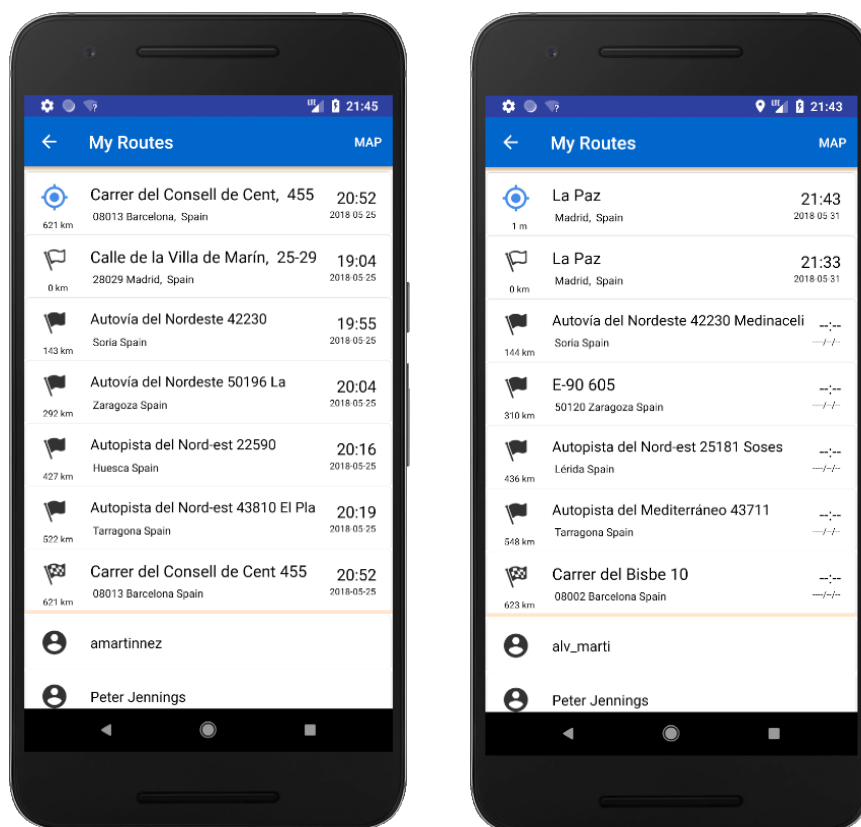 21:45
My Routes
MAP
Carrer del Consell de Cent, 455
20:52
08013 Barcelona, Spain
2018-05-25
621 km
Calle de la Villa de Marín, 25-29
19:04
28029 Madrid, Spain
2018-05-25
0 km
Autovía del Nordeste 42230
19:55
Soria Spain
2018-05-25
143 km
Autovía del Nordeste 50196 La
20:04
Zaragoza Spain
2018-05-25
292 km
Autopista del Nord-est 22590
20:16
Huesca Spain
2018-05-25
427 km
Autopista del Nord-est 43810 El Pla
20:19
Tarragona Spain
2018-05-25
522 km
Carrer del Consell de Cent 455
20:52
08013 Barcelona Spain
2018-05-25
621 km
amartinnez
Peter Jennings
21:43
My Routes
MAP
La Paz
21:43
Madrid, Spain
2018-05-31
1 m
La Paz
21:33
Madrid, Spain
2018-05-31
0 km
Autovía del Nordeste 42230 Medinaceli
--:--
Soria Spain
----/--/--
144 km
E-90 605
--:--
50120 Zaragoza Spain
----/--/--
310 km
Autopista del Nord-est 25181 Soses
--:--
Lérida Spain
----/--/--
436 km
Autopista del Mediterráneo 43711
--:--
Tarragona Spain
----/--/--
548 km
Carrer del Bisbe 10
--:--
08002 Barcelona Spain
----/--/--
623 km
alv_marti
Peter Jennings